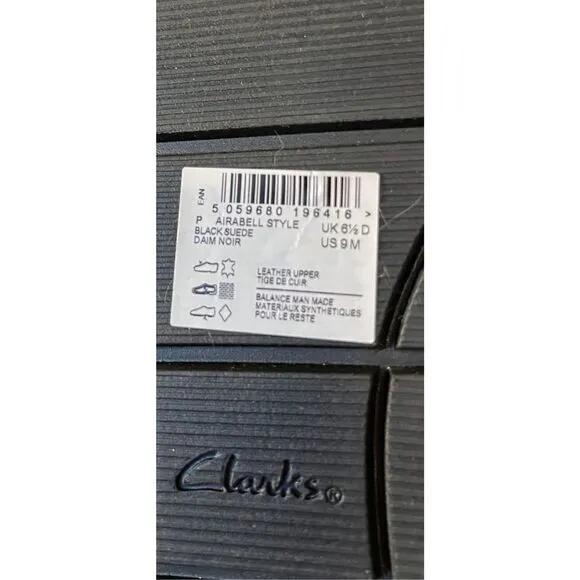 EAN
5 059680 196416 >
P AIRABELL STYLE UK 6½ D
BLACK SUEDE US 9 M
DAIM NOIR
LEATHER UPPER
TIGE DE CUIR
BALANCE MAN MADE
MATERIAUX SYNTHETIQUES
POUR LE RESTE
Clarks®